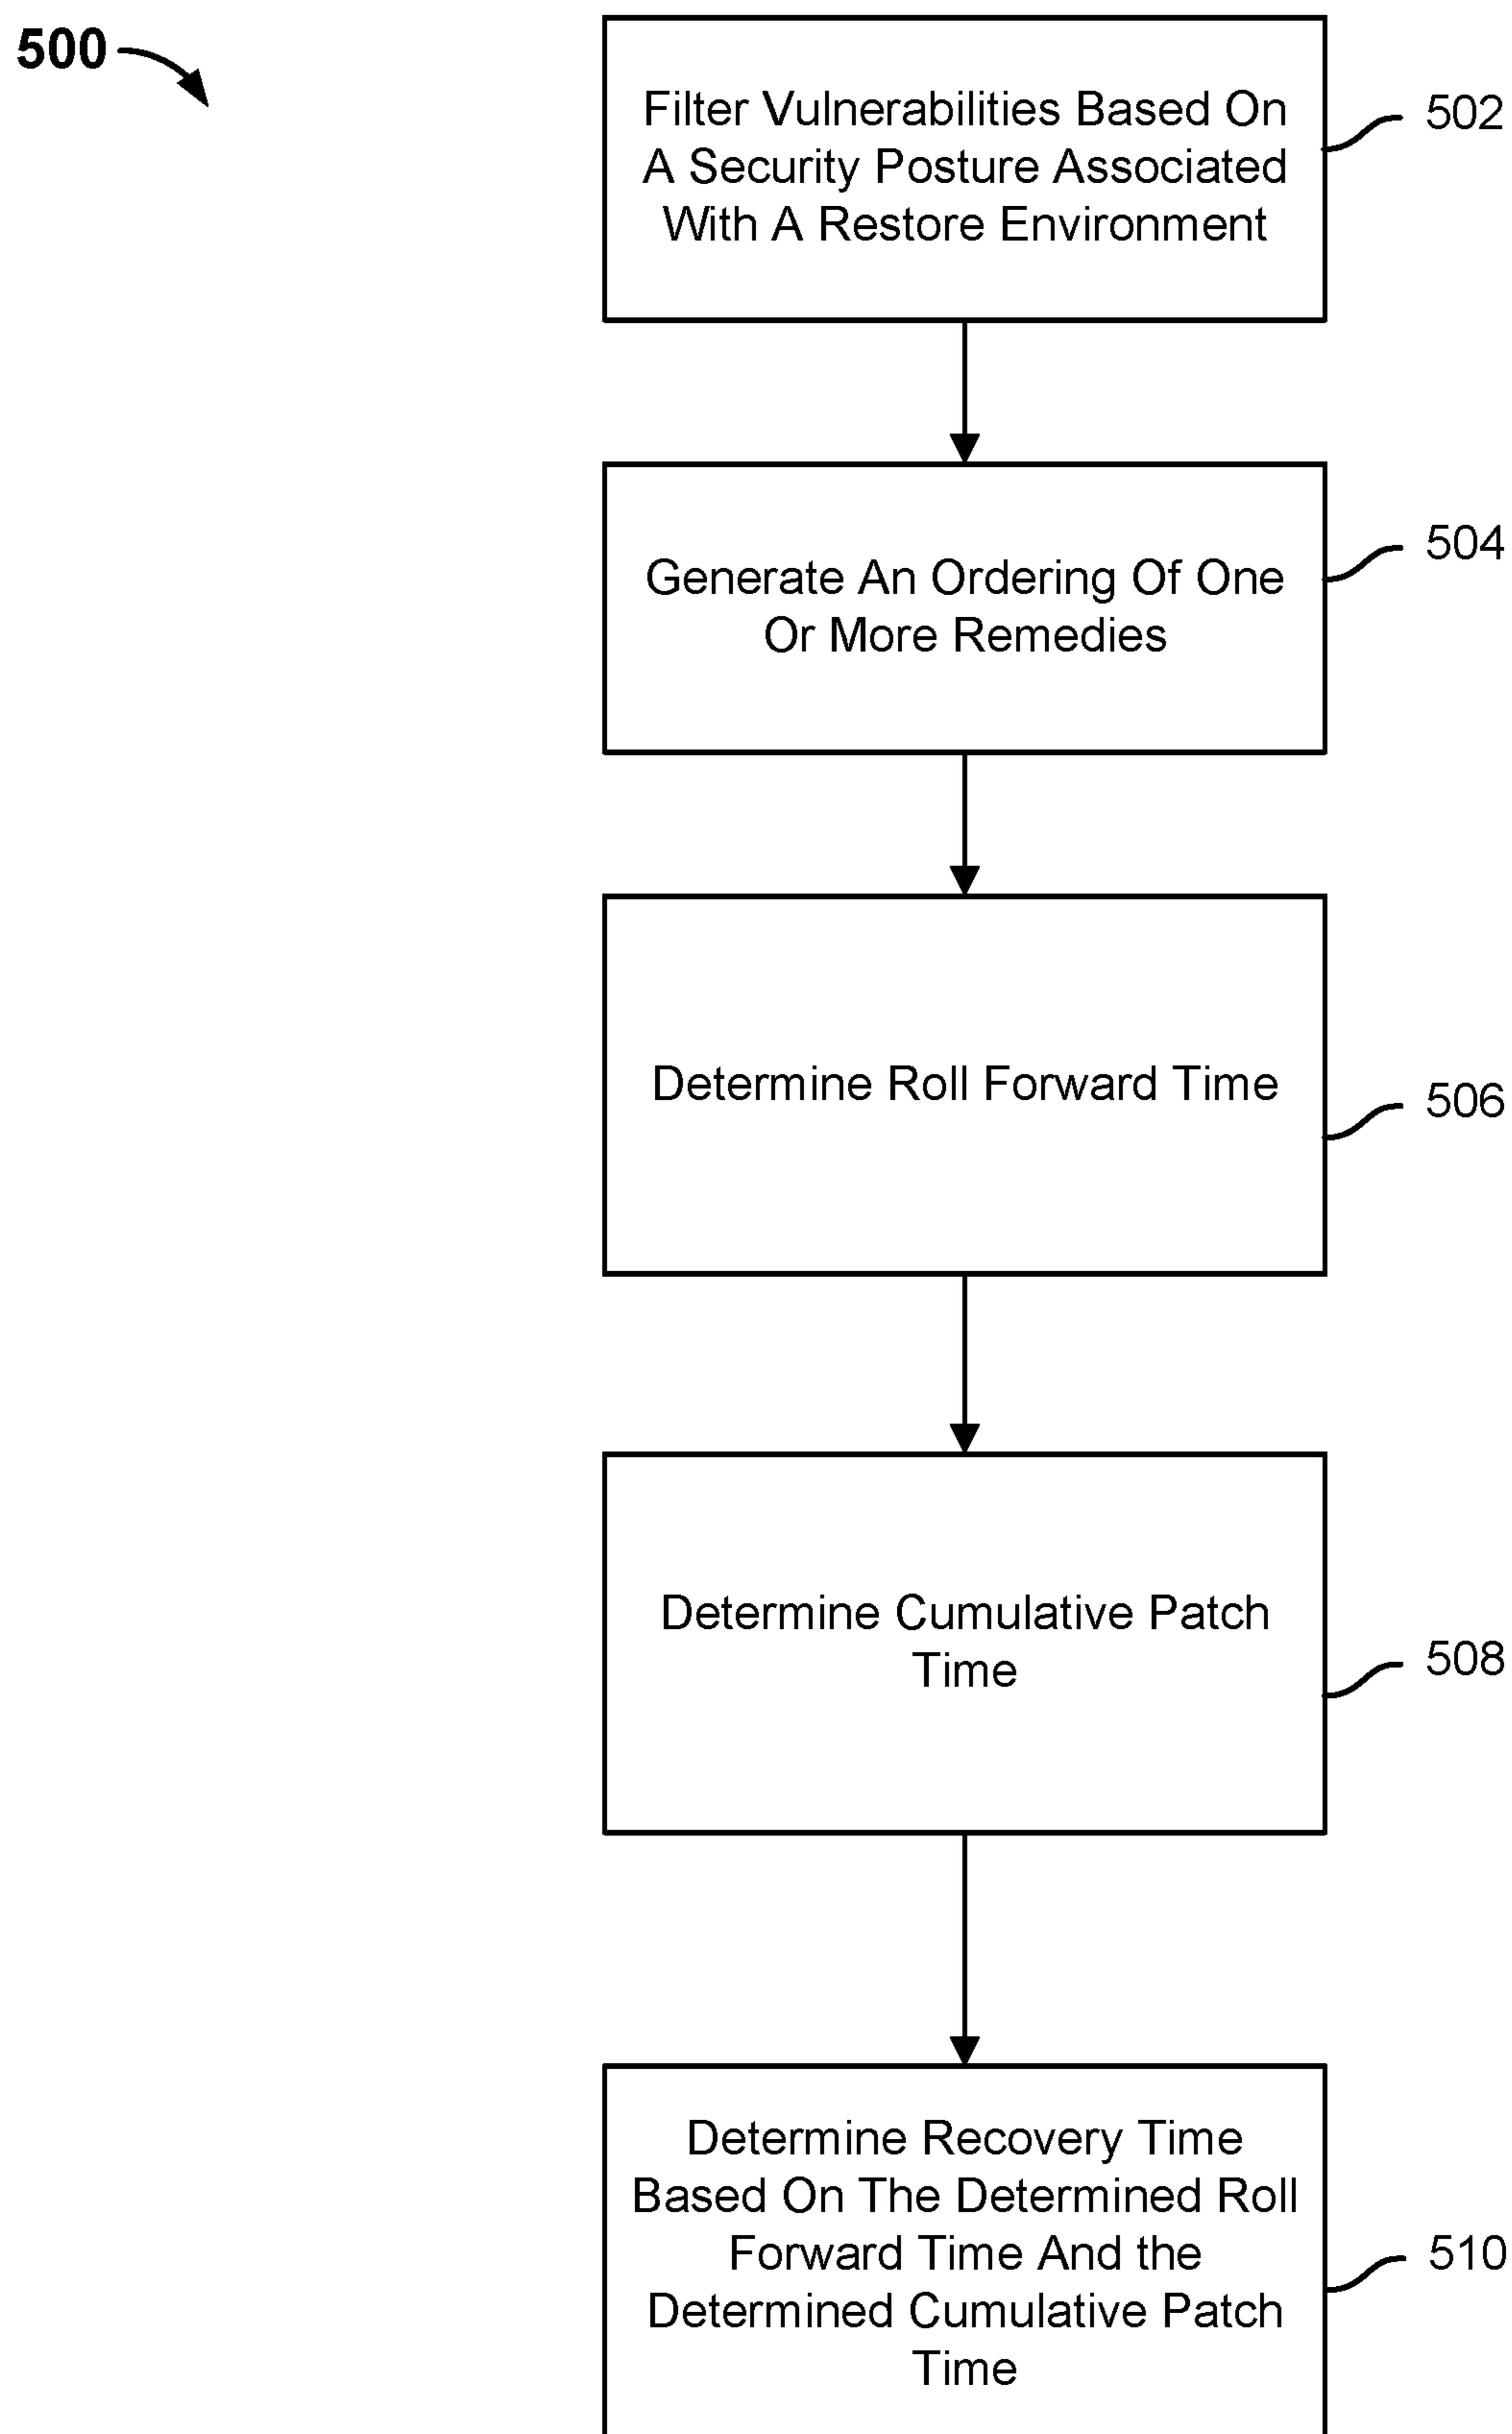 500
Filter Vulnerabilities Based On
A Security Posture Associated
With A Restore Environment
502
Generate An Ordering Of One
Or More Remedies
504
Determine Roll Forward Time
506
Determine Cumulative Patch
Time
508
Determine Recovery Time
Based On The Determined Roll
Forward Time And the
Determined Cumulative Patch
Time
510